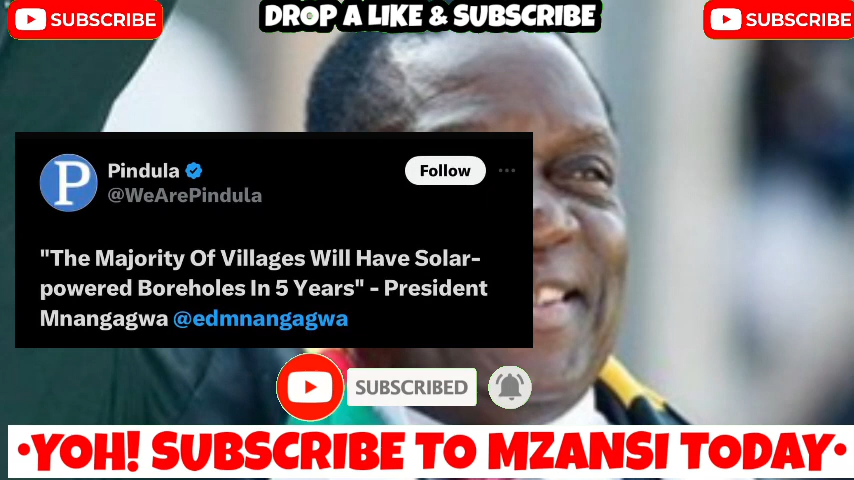 DROP A LIKE & SUBSCRIBE
SUBSCRIBE
SUBSCRIBE
P
Pindula
@WeArePindula
Follow
"The Majority Of Villages Will Have Solar-
powered Boreholes In 5 Years" - President
Mnangagwa @edmnangagwa
SUBSCRIBED
•YOH! SUBSCRIBE TO MZANSI TODAY•